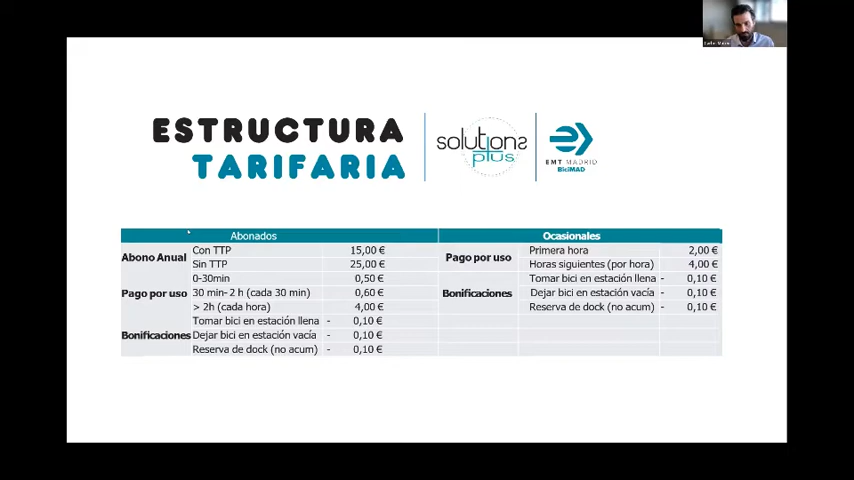 ESTRUCTURA
TARIFARIA
solutions
plus
EMT MADRID
BiciMAD
Abonados Ocasionales
Abono Anual Con TTP 15,00 € Pago por uso Primera hora 2,00 €
Sin TTP 25,00 € Horas siguientes (por hora) 4,00 €
Pago por uso 0-30min 0,50 € Bonificaciones Tomar bici en estación llena - 0,10 €
30 min- 2 h (cada 30 min) 0,60 € Dejar bici en estación vacía - 0,10 €
> 2h (cada hora) 4,00 € Reserva de dock (no acum) - 0,10 €
Bonificaciones Tomar bici en estación llena - 0,10 €
Dejar bici en estación vacía - 0,10 €
Reserva de dock (no acum) - 0,10 €